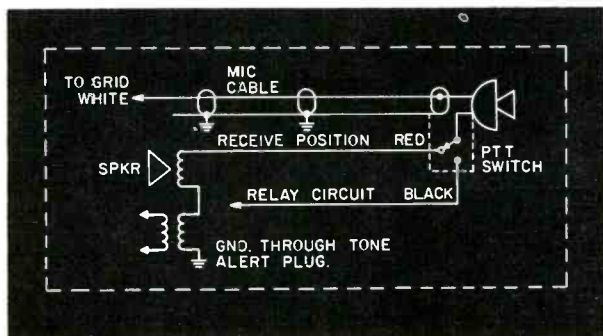 MIC
CABLE
TO GRID
WHITE
RECEIVE POSITION RED
PTT
SWITCH
SPKR
RELAY CIRCUIT BLACK
GND. THROUGH TONE
ALERT PLUG.